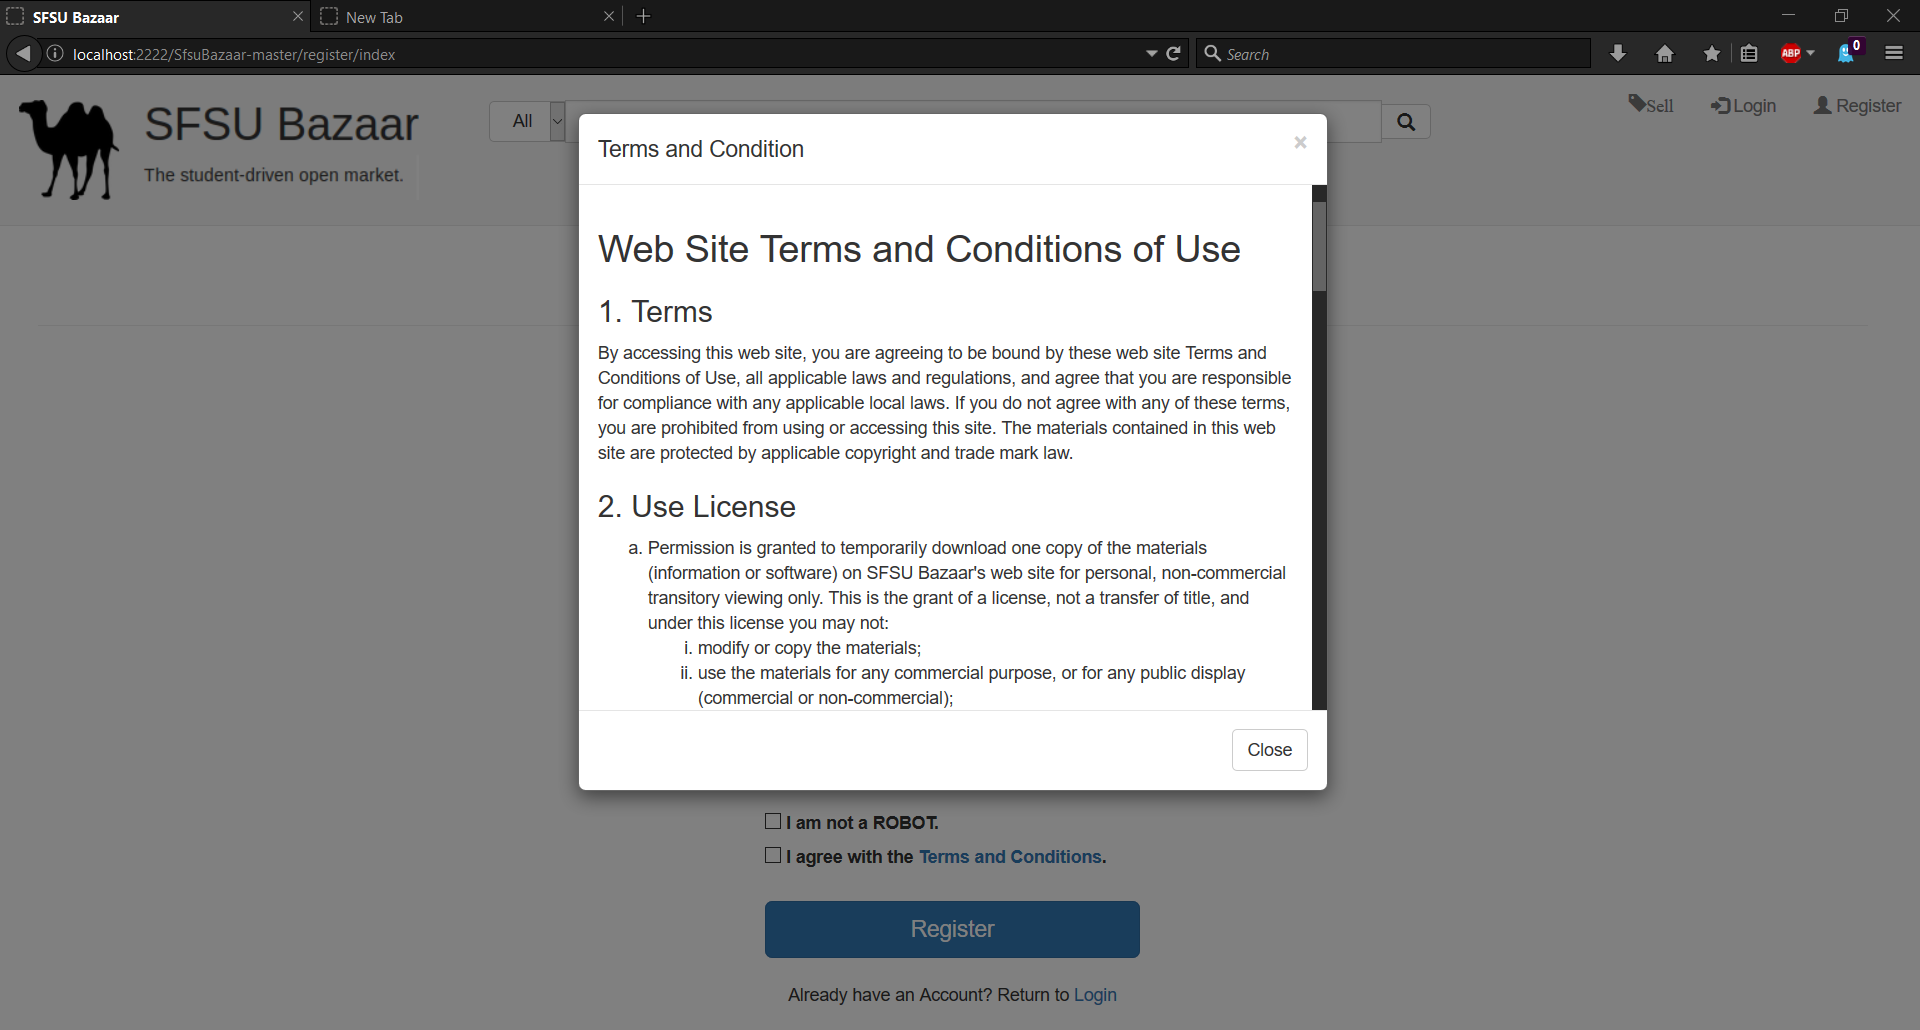 SFSU Bazaar
New Tab
localhost:2222/SfsuBazaar-master/register/index
Search
ABP
0
SFSU Bazaar
The student-driven open market.
All
Sell
Login
Register
Terms and Condition
×
Web Site Terms and Conditions of Use
1. Terms
By accessing this web site, you are agreeing to be bound by these web site Terms and
Conditions of Use, all applicable laws and regulations, and agree that you are responsible
for compliance with any applicable local laws. If you do not agree with any of these terms,
you are prohibited from using or accessing this site. The materials contained in this web
site are protected by applicable copyright and trade mark law.
2. Use License
a. Permission is granted to temporarily download one copy of the materials
(information or software) on SFSU Bazaar's web site for personal, non-commercial
transitory viewing only. This is the grant of a license, not a transfer of title, and
under this license you may not:
i. modify or copy the materials;
ii. use the materials for any commercial purpose, or for any public display
(commercial or non-commercial);
Close
I am not a ROBOT.
I agree with the Terms and Conditions.
Register
Already have an Account? Return to Login